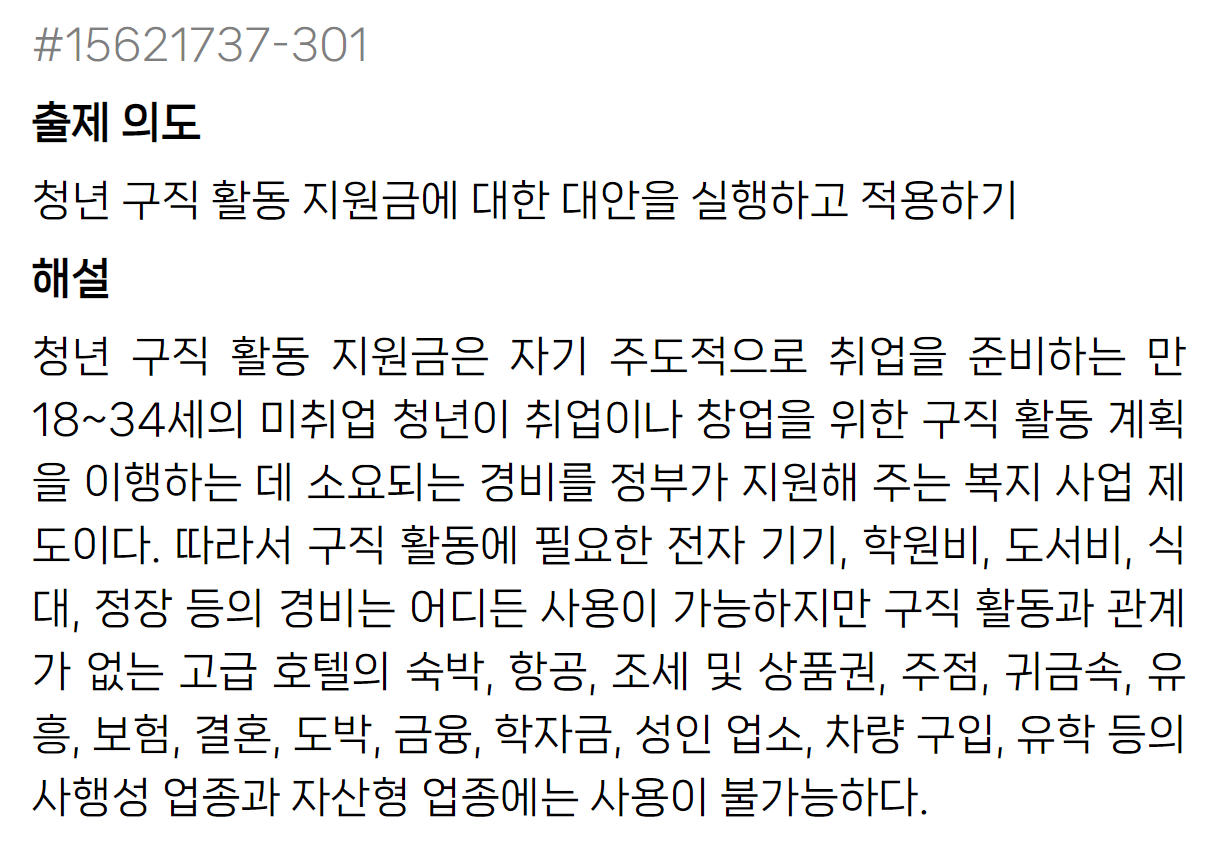 #15621737-301
출제 의도
청년 구직 활동 지원금에 대한 대안을 실행하고 적용하기
해설
청년 구직 활동 지원금은 자기 주도적으로 취업을 준비하는 만
18~34세의 미취업 청년이 취업이나 창업을 위한 구직 활동 계획
을 이행하는 데 소요되는 경비를 정부가 지원해 주는 복지 사업 제
도이다. 따라서 구직 활동에 필요한 전자 기기, 학원비, 도서비, 식
대, 정장 등의 경비는 어디든 사용이 가능하지만 구직 활동과 관계
가 없는 고급 호텔의 숙박, 항공, 조세 및 상품권, 주점, 귀금속, 유
흥, 보험, 결혼, 도박, 금융, 학자금, 성인 업소, 차량 구입, 유학 등의
사행성 업종과 자산형 업종에는 사용이 불가능하다.